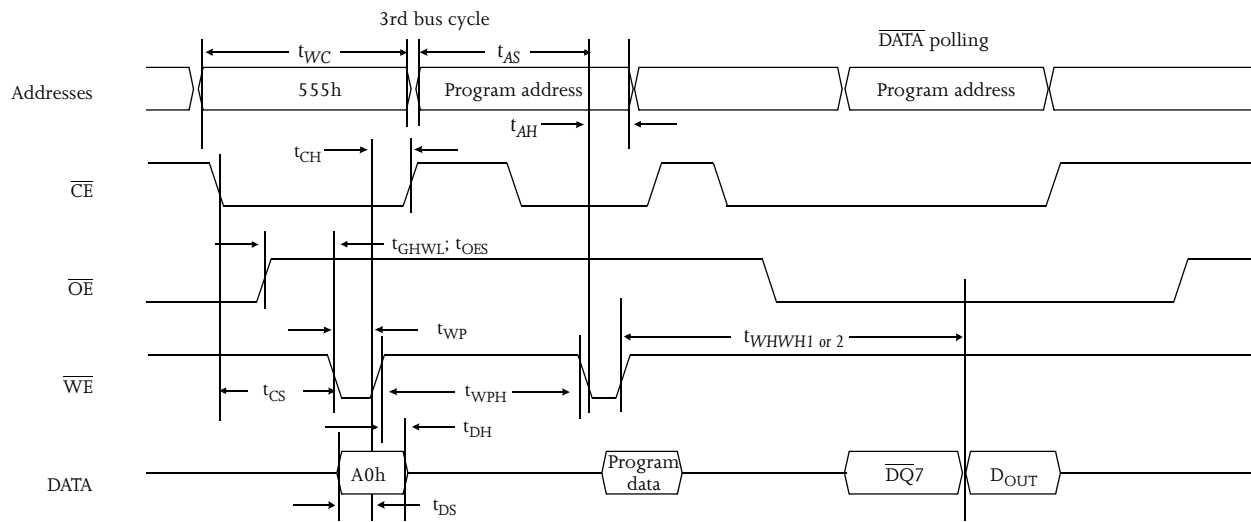 3rd bus cycle
tWC
tAS
DATA polling
Addresses
555h
Program address
Program address
tAH
tCH
CE
tGHWL; tOES
OE
tWP
tWHWH1 or 2
WE
tCS
tWPH
tDH
DATA
A0h
Program
data
DQ7
DOUT
tDS